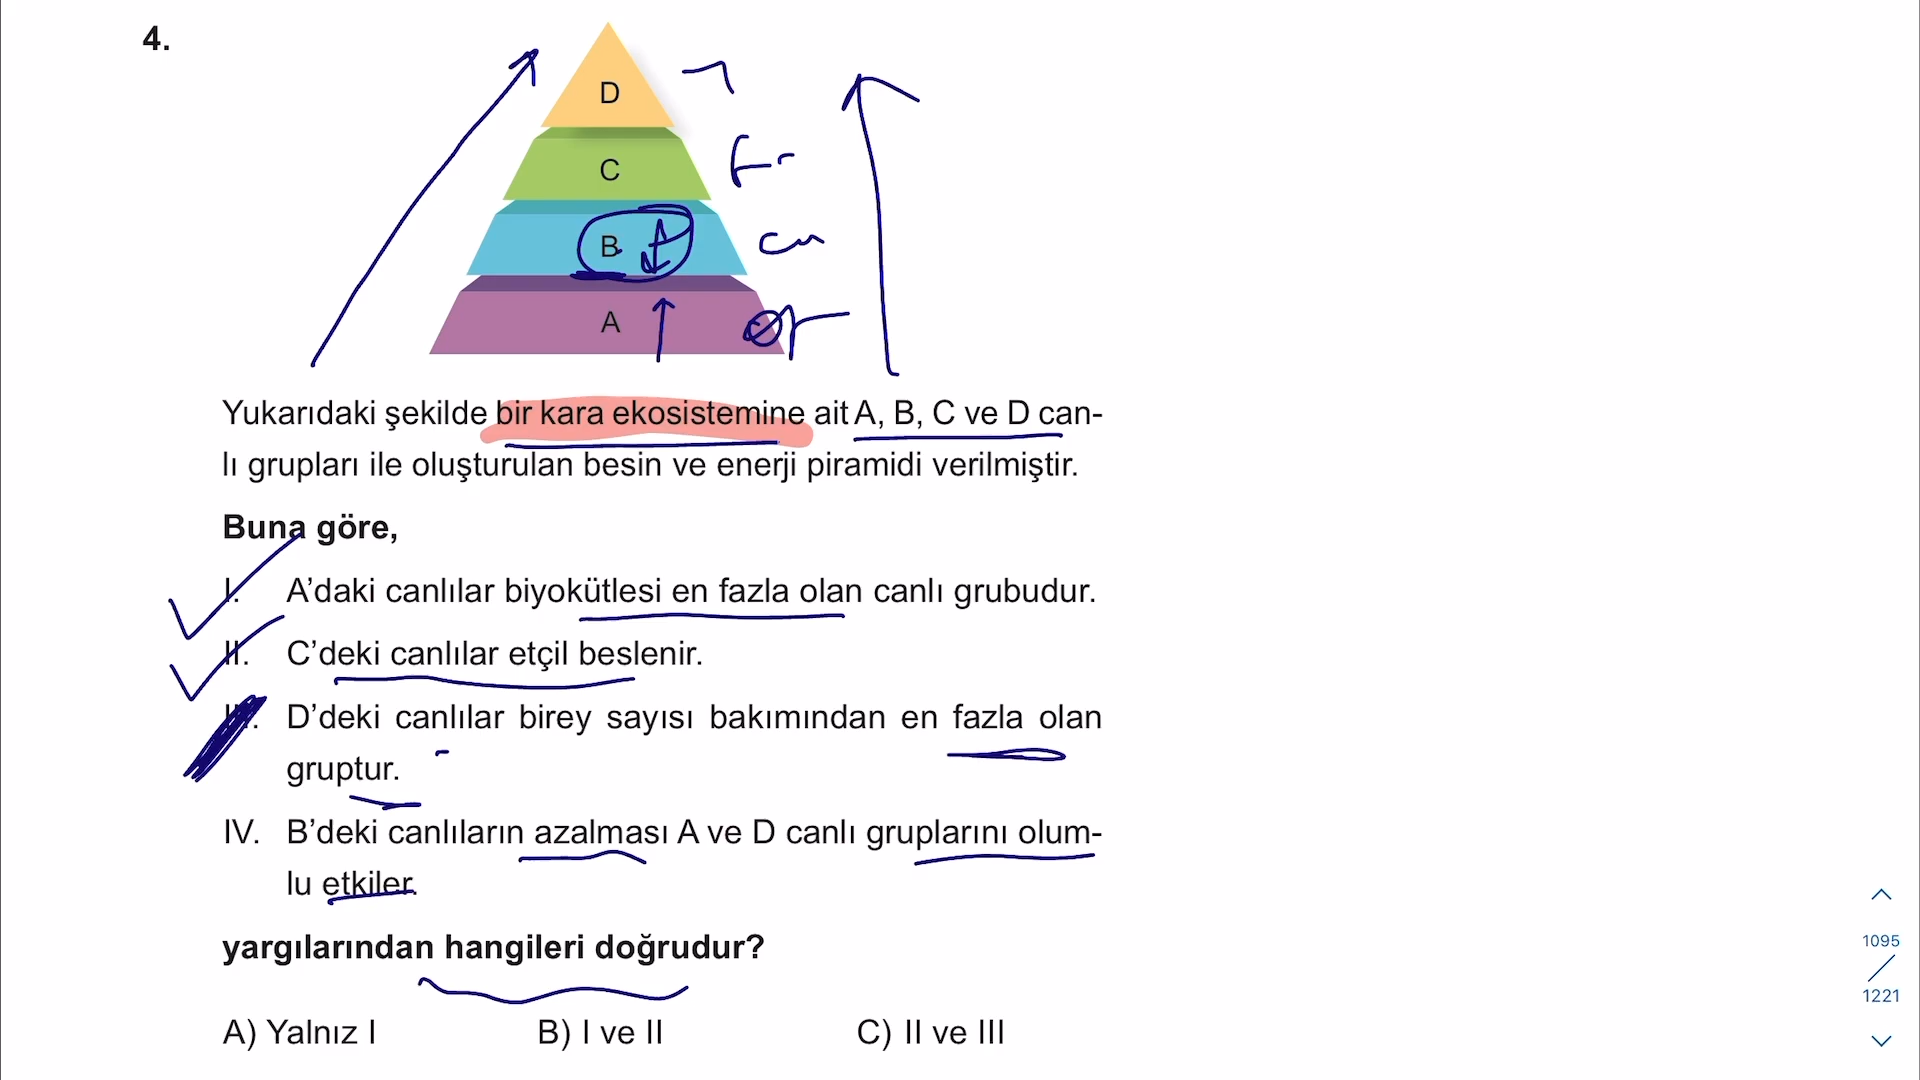 4.
D
C
B
A
Yukarıdaki şekilde bir kara ekosistemine ait A, B, C ve D can-
lı grupları ile oluşturulan besin ve enerji piramidi verilmiştir.
Buna göre,
I. A’daki canlılar biyokütlesi en fazla olan canlı grubudur.
II. C’deki canlılar etçil beslenir.
III. D’deki canlılar birey sayısı bakımından en fazla olan
gruptur.
IV. B’deki canlıların azalması A ve D canlı gruplarını olum-
lu etkiler.
yargılarından hangileri doğrudur?
A) Yalnız I B) I ve II C) II ve III
1095
1221